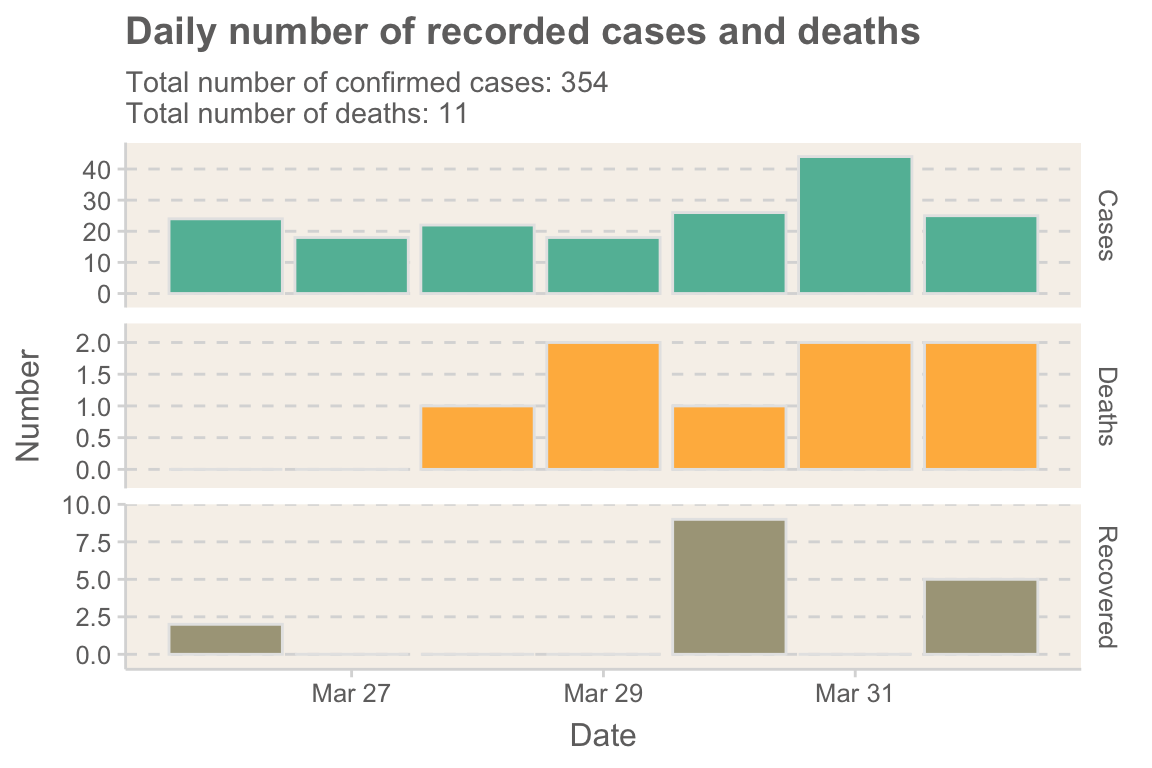 Daily number of recorded cases and deaths
Total number of confirmed cases: 354
Total number of deaths: 11
40
30
20
10
0
Cases
2.0
1.5
1.0
0.5
0.0
Deaths
Number
10.0
7.5
5.0
2.5
0.0
Recovered
Mar 27 Mar 29 Mar 31
Date